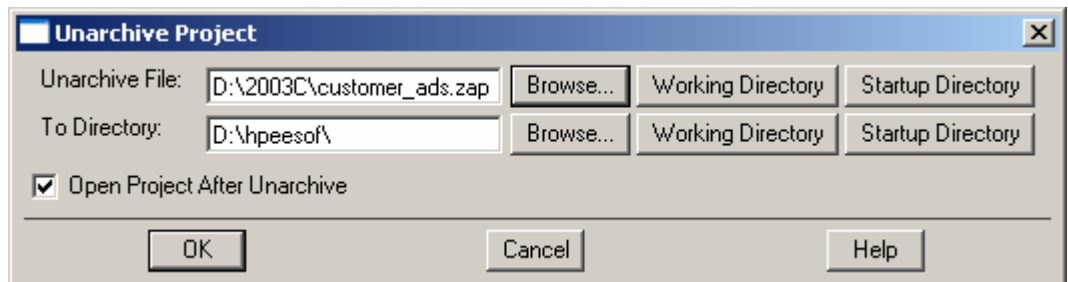 Unarchive Project
Unarchive File: D:\2003C\customer_ads.zap Browse... Working Directory Startup Directory
To Directory: D:\hpeesof\ Browse... Working Directory Startup Directory
Open Project After Unarchive
OK Cancel Help